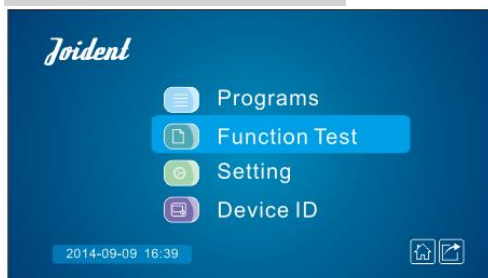 Joident
Programs
Function Test
Setting
Device ID
2014-09-09 16:39